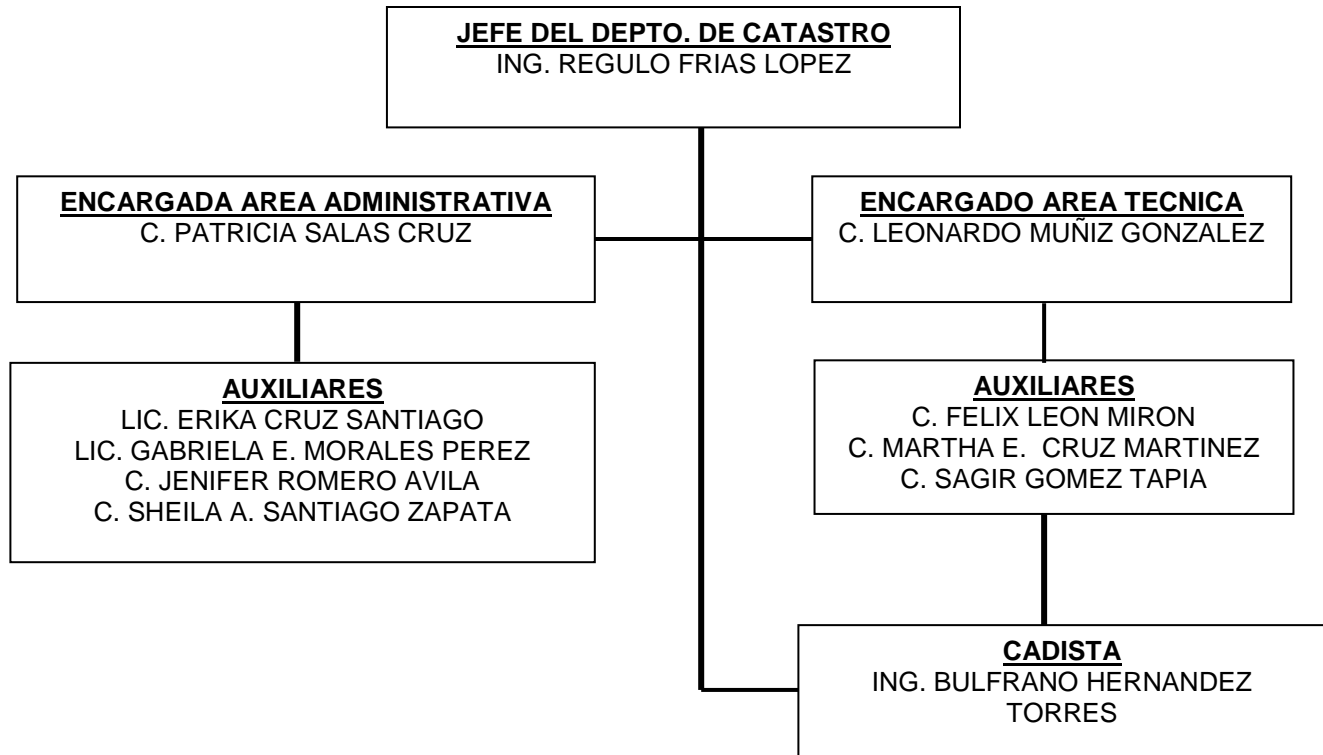 JEFE DEL DEPTO. DE CATASTRO
ING. REGULO FRIAS LOPEZ
ENCARGADA AREA ADMINISTRATIVA
C. PATRICIA SALAS CRUZ
ENCARGADO AREA TECNICA
C. LEONARDO MUÑIZ GONZALEZ
AUXILIARES
LIC. ERIKA CRUZ SANTIAGO
LIC. GABRIELA E. MORALES PEREZ
C. JENIFER ROMERO AVILA
C. SHEILA A. SANTIAGO ZAPATA
AUXILIARES
C. FELIX LEON MIRON
C. MARTHA E.  CRUZ MARTINEZ
C. SAGIR GOMEZ TAPIA
CADISTA
ING. BULFRANO HERNANDEZ
TORRES